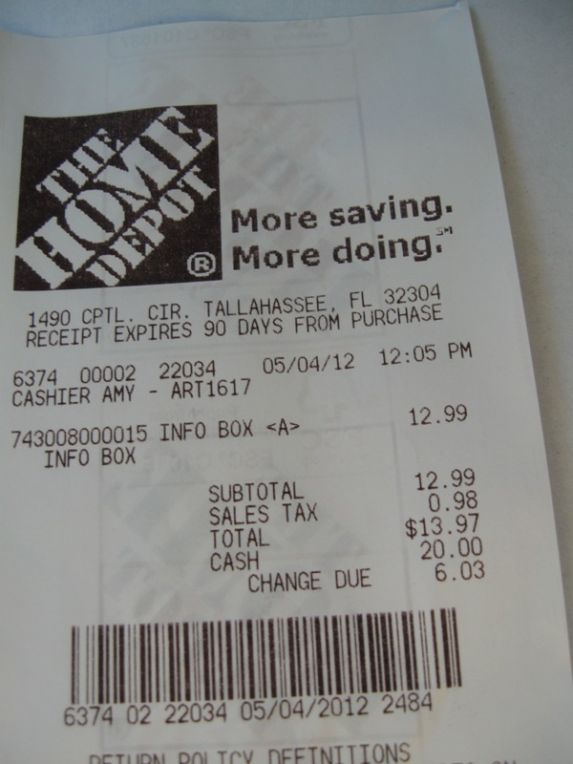 THE
HOME
DEPOT
®
More saving.
More doing.℠
1490 CPTL. CIR. TALLAHASSEE, FL 32304
RECEIPT EXPIRES 90 DAYS FROM PURCHASE
6374 00002 22034 05/04/12 12:05 PM
CASHIER AMY - ART1617
743008000015 INFO BOX <A> 12.99
INFO BOX
SUBTOTAL 12.99
SALES TAX 0.98
TOTAL $13.97
CASH 20.00
CHANGE DUE 6.03
6374 02 22034 05/04/2012 2484
RETURN POLICY DEFINITIONS